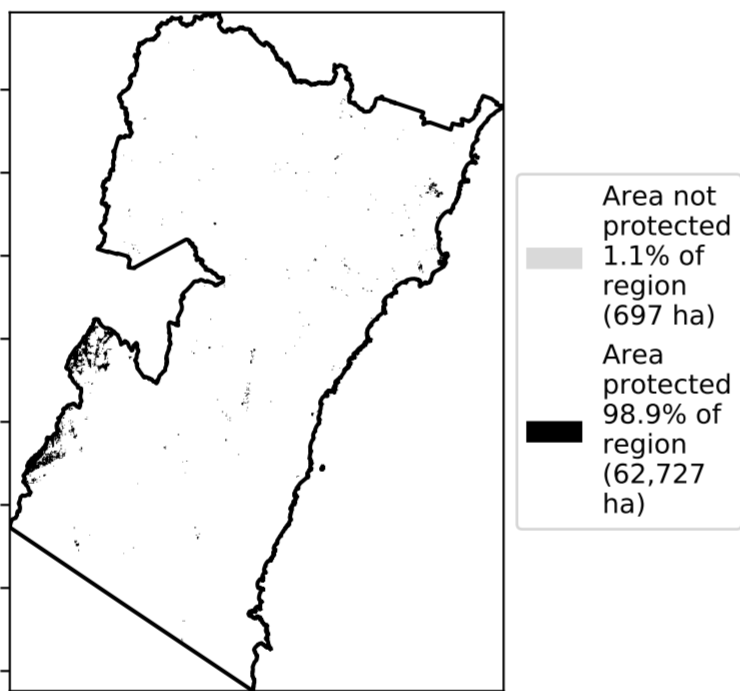 Area not
protected
1.1% of
region
(697 ha)
Area
protected
98.9% of
region
(62,727
ha)